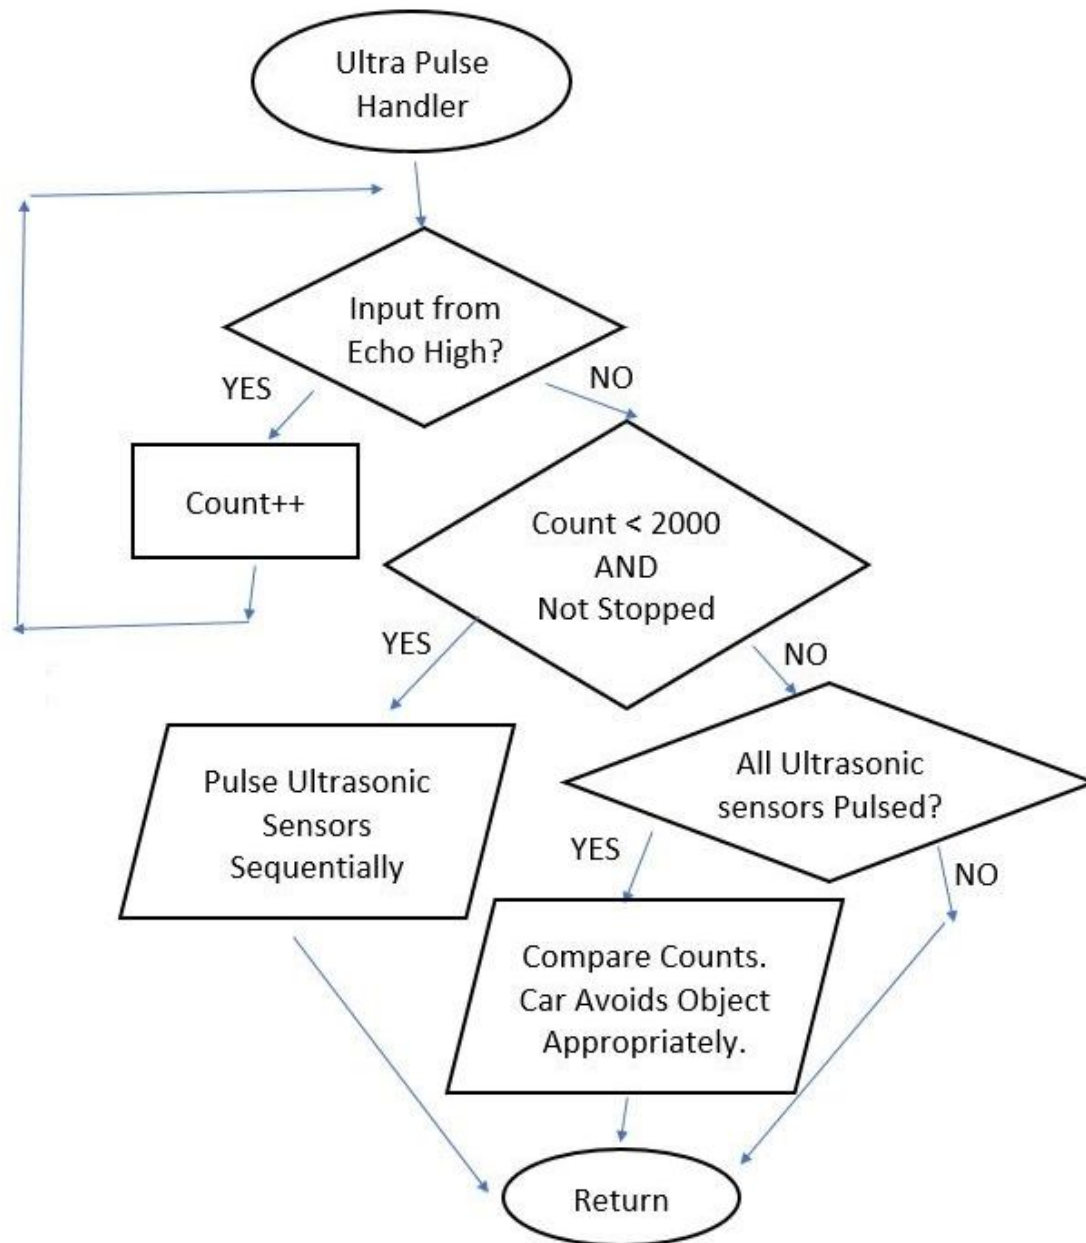 Ultra Pulse
Handler
Input from
Echo High?
YES
NO
Count++
Count < 2000
AND
Not Stopped
YES
NO
Pulse Ultrasonic
Sensors
Sequentially
All Ultrasonic
sensors Pulsed?
YES
NO
Compare Counts.
Car Avoids Object
Appropriately.
Return